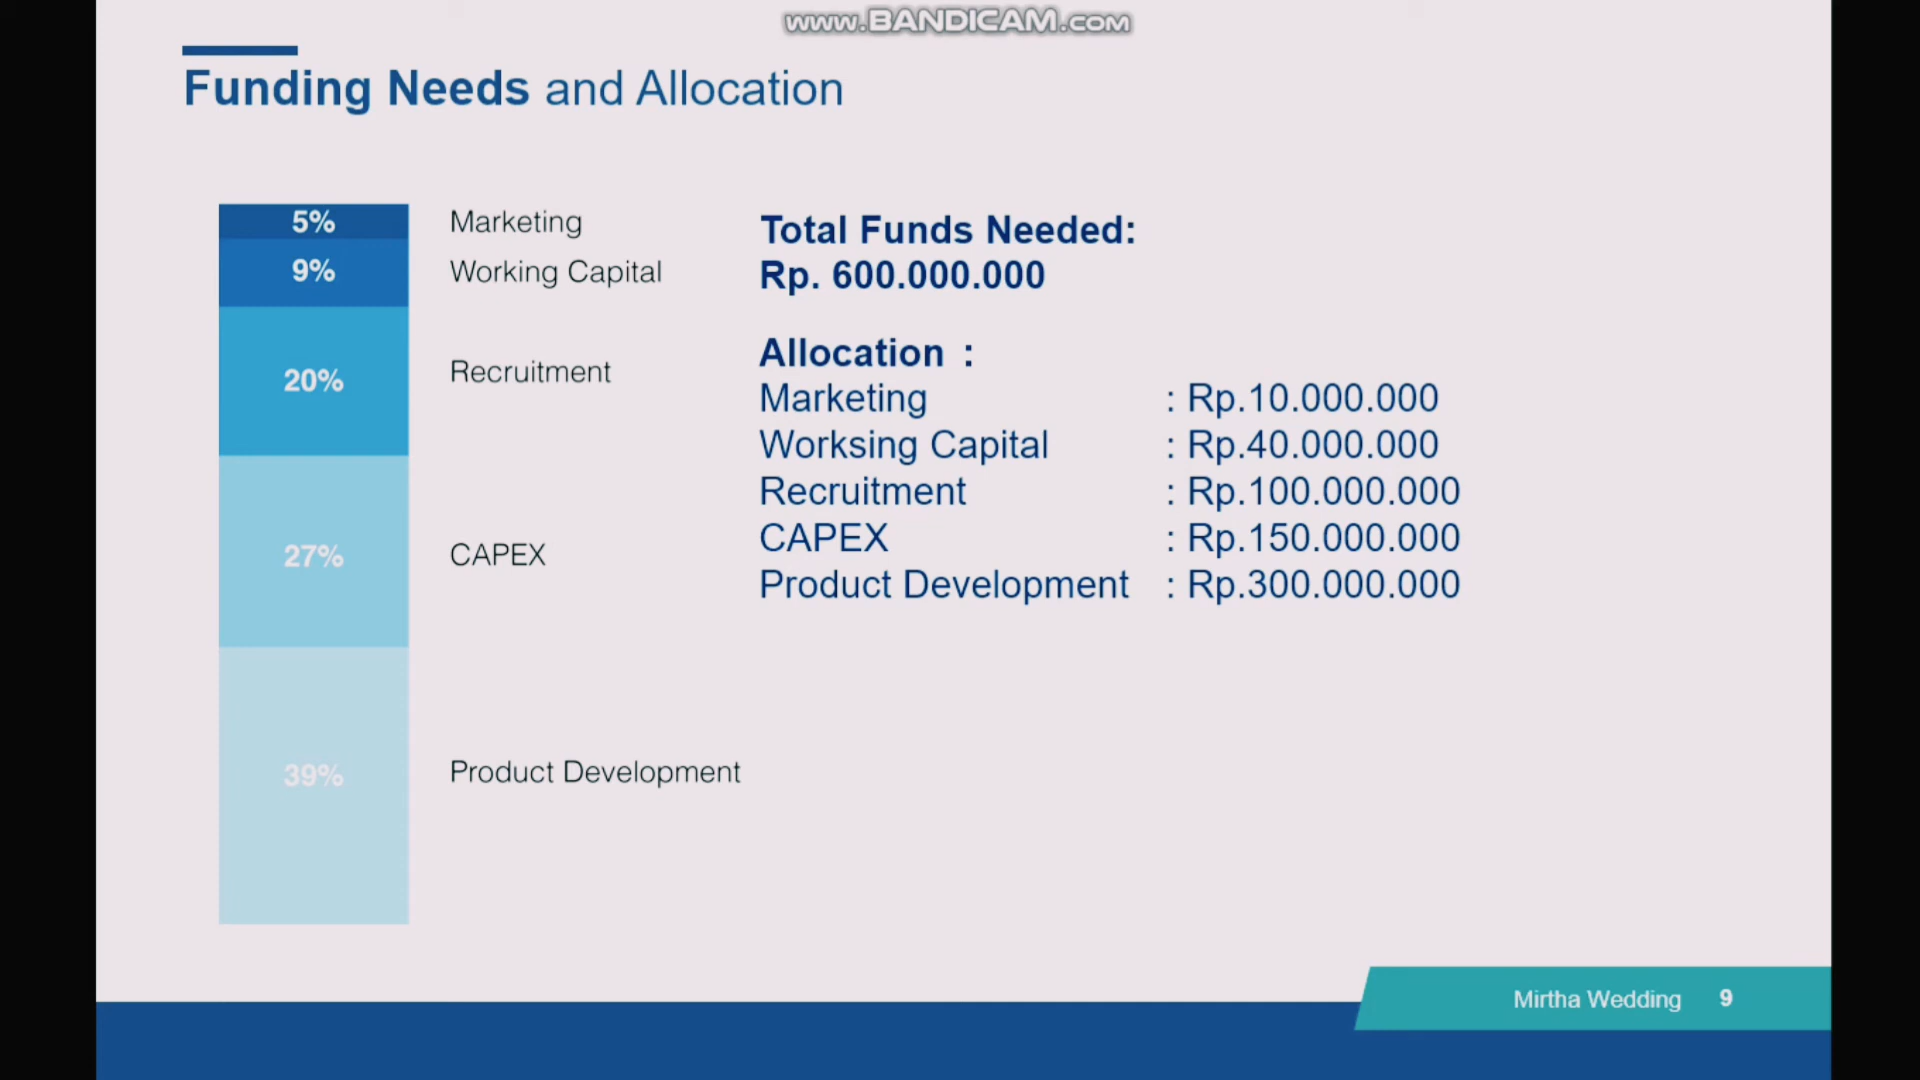 www.BANDICAM.com
Funding Needs and Allocation
5% Marketing
9% Working Capital
20% Recruitment
27% CAPEX
39% Product Development
Total Funds Needed:
Rp. 600.000.000
Allocation :
Marketing : Rp.10.000.000
Worksing Capital : Rp.40.000.000
Recruitment : Rp.100.000.000
CAPEX : Rp.150.000.000
Product Development : Rp.300.000.000
Mirtha Wedding 9